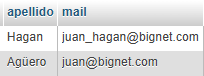 apellido mail
Hagan juan_hagan@bignet.com
Agüero juan@bignet.com